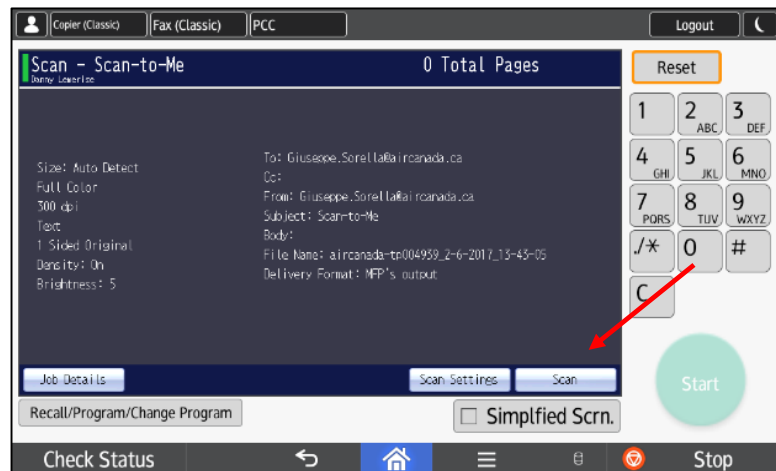 Copier (Classic) Fax (Classic) PCC Logout
Scan - Scan-to-Me 0 Total Pages
Danny Lemerise
Reset
1 2 ABC 3 DEF
4 GHI 5 JKL 6 MNO
7 PQRS 8 TUV 9 WXYZ
./* 0 #
C
Size: Auto Detect
Full Color
300 dpi
Text
1 Sided Original
Density: On
Brightness: 5
To: Giuseppe.Sorella@aircanada.ca
Cc:
From: Giuseppe.Sorella@aircanada.ca
Subject: Scan-to-Me
Body:
File Name: aircanada-tp004939_2-6-2017_13-43-05
Delivery Format: MFP's output
Start
Job Details Scan Settings Scan
Recall/Program/Change Program Simplfied Scrn.
Check Status Stop